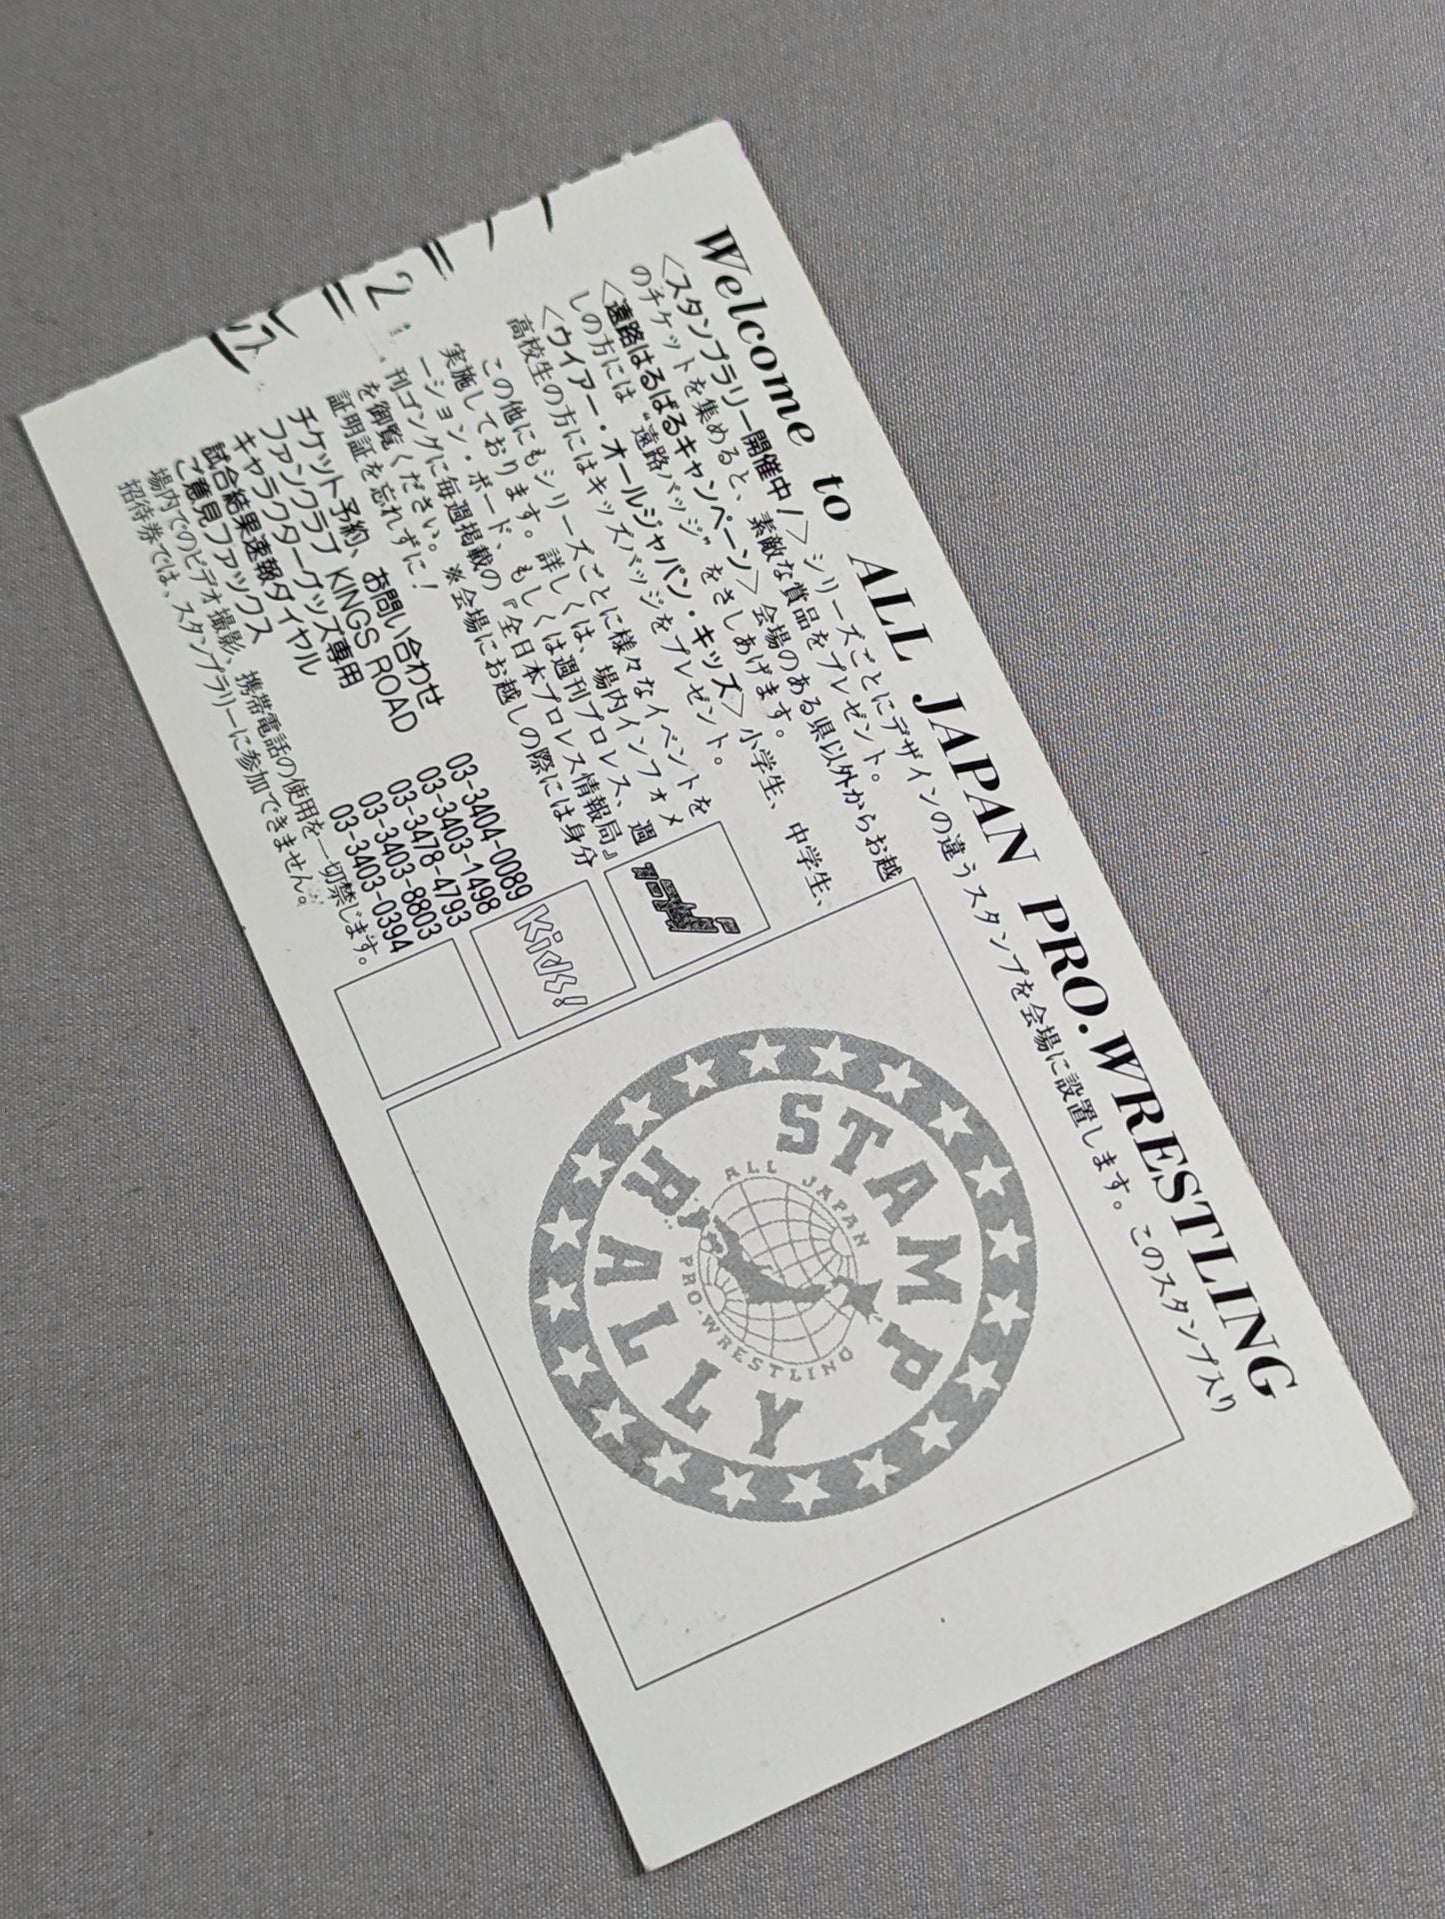 Welcome to ALL JAPAN PRO.WRESTLING
<スタンプラリー開催中!>シリーズごとにデザインの違うスタンプを会場に設置します。このスタンプ入り
のチケットを集めると、素敵な賞品をプレゼント。
<遠路はるばるキャンペーン>会場のある県以外からお越
しの方には“遠路バッジ”をさしあげます。
<ウイアー・オールジャパン・キッズ>小学生、中学生、
高校生の方にはキッズバッジをプレゼント。
この他にもシリーズごとに様々なイベントを
実施しております。詳しくは、場内インフォメ
ーション・ボード、もしくは週刊プロレス、週
刊ゴングに毎週掲載の『全日本プロレス情報局』
を御覧ください。※会場にお越しの際には身分
証明証を忘れずに!
チケット予約、お問い合わせ 03-3404-0089
ファンクラブ KINGS ROAD 03-3403-1498
キャラクターグッズ専用 03-3478-4793
試合結果速報ダイヤル 03-3403-8803
ご意見ファックス 03-3403-0394
場内でのビデオ撮影、携帯電話の使用を一切禁じます。
招待券では、スタンプラリーに参加できません。
Kids!
STAMP RALLY
ALL JAPAN PRO-WRESTLING
2